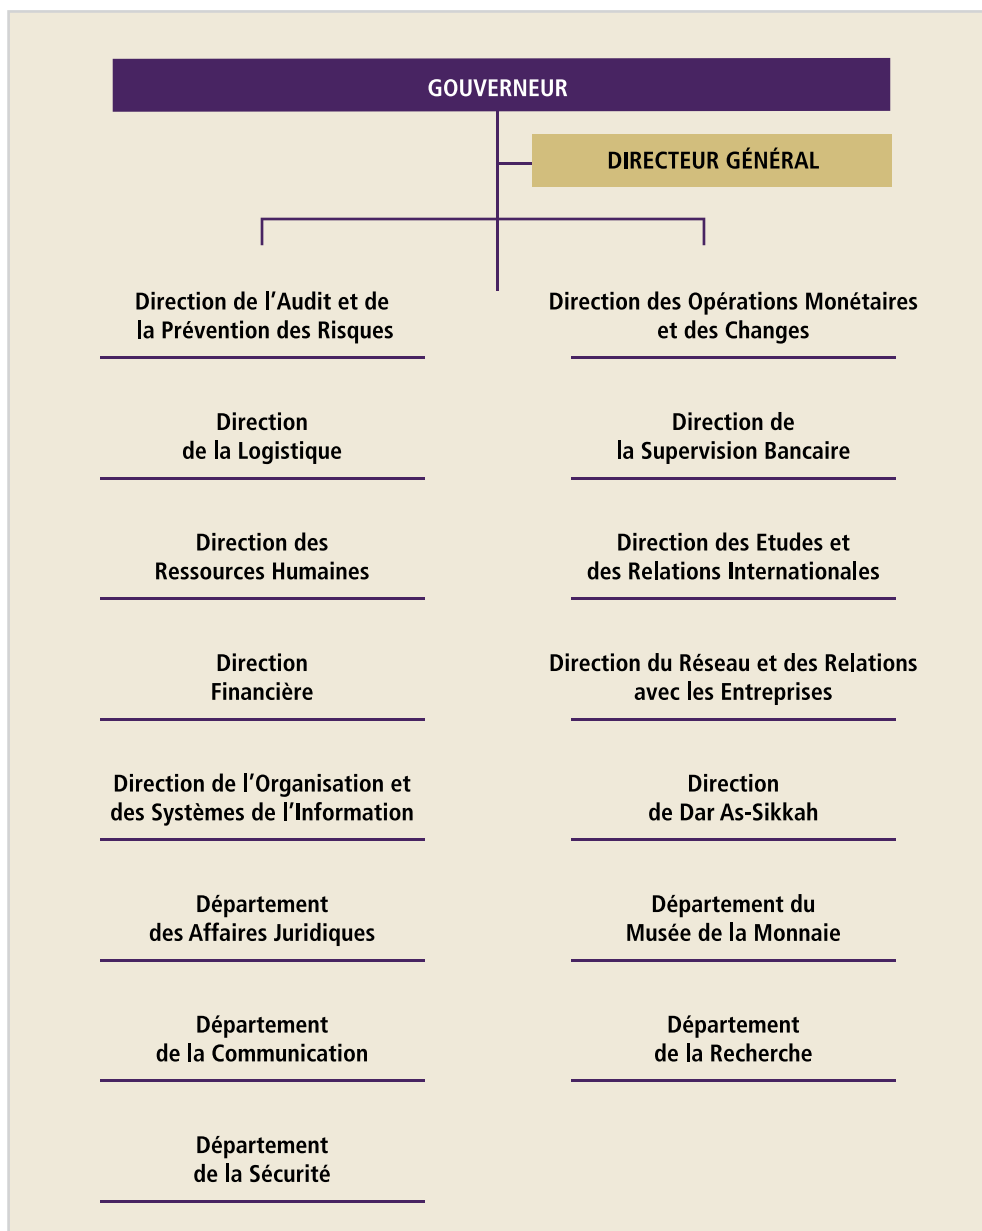 GOUVERNEUR
DIRECTEUR GÉNÉRAL
Direction de l'Audit et de
la Prévention des Risques
Direction
de la Logistique
Direction des
Ressources Humaines
Direction
Financière
Direction de l'Organisation et
des Systèmes de l'Information
Département
des Affaires Juridiques
Département
de la Communication
Département
de la Sécurité
Direction des Opérations Monétaires
et des Changes
Direction de
la Supervision Bancaire
Direction des Etudes et
des Relations Internationales
Direction du Réseau et des Relations
avec les Entreprises
Direction
de Dar As-Sikkah
Département du
Musée de la Monnaie
Département
de la Recherche